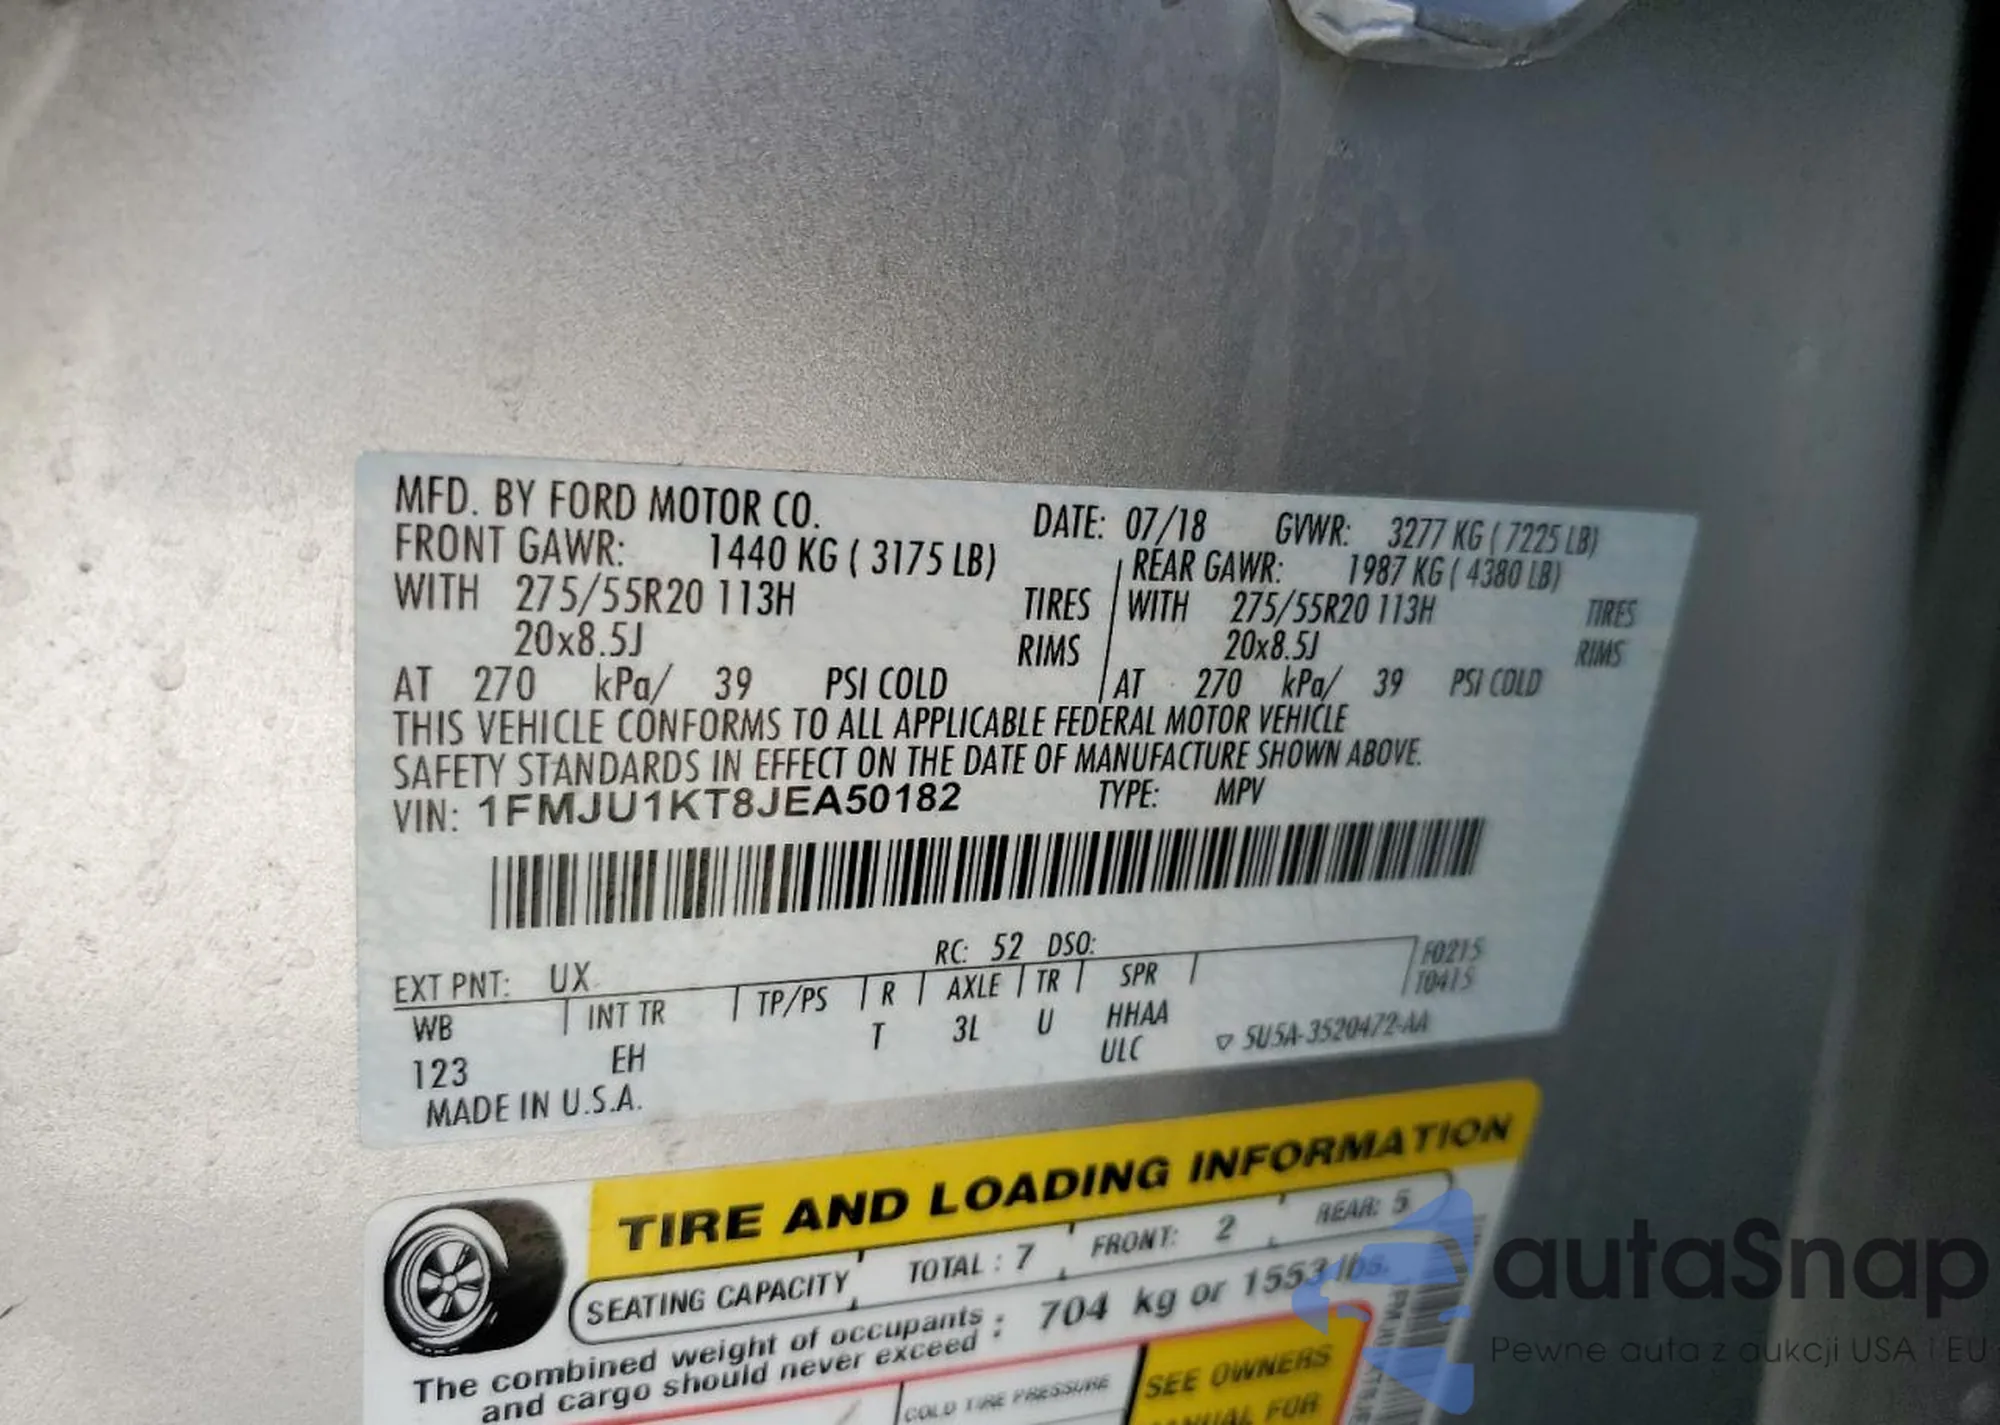 MFD. BY FORD MOTOR CO. DATE: 07/18 GVWR: 3277 KG ( 7225 LB)
FRONT GAWR: 1440 KG ( 3175 LB) REAR GAWR: 1987 KG ( 4380 LB)
WITH 275/55R20 113H TIRES WITH 275/55R20 113H TIRES
20x8.5J RIMS 20x8.5J RIMS
AT 270 kPa/ 39 PSI COLD AT 270 kPa/ 39 PSI COLD
THIS VEHICLE CONFORMS TO ALL APPLICABLE FEDERAL MOTOR VEHICLE
SAFETY STANDARDS IN EFFECT ON THE DATE OF MANUFACTURE SHOWN ABOVE.
VIN: 1FMJU1KT8JEA50182 TYPE: MPV
RC: 52 DSO:
EXT PNT: UX F0215
WB INT TR TP/PS R AXLE TR SPR T0415
123 EH T 3L U HHAA
ULC ▽ 5U5A-3520472-AA
MADE IN U.S.A.
TIRE AND LOADING INFORMATION
SEATING CAPACITY TOTAL : 7 FRONT: 2 REAR: 5
The combined weight of occupants : 704 kg or 1553 lbs.
and cargo should never exceed
COLD TIRE PRESSURE SEE OWNERS
MANUAL FOR
autaSnap
Pewne auta z aukcji USA i EU